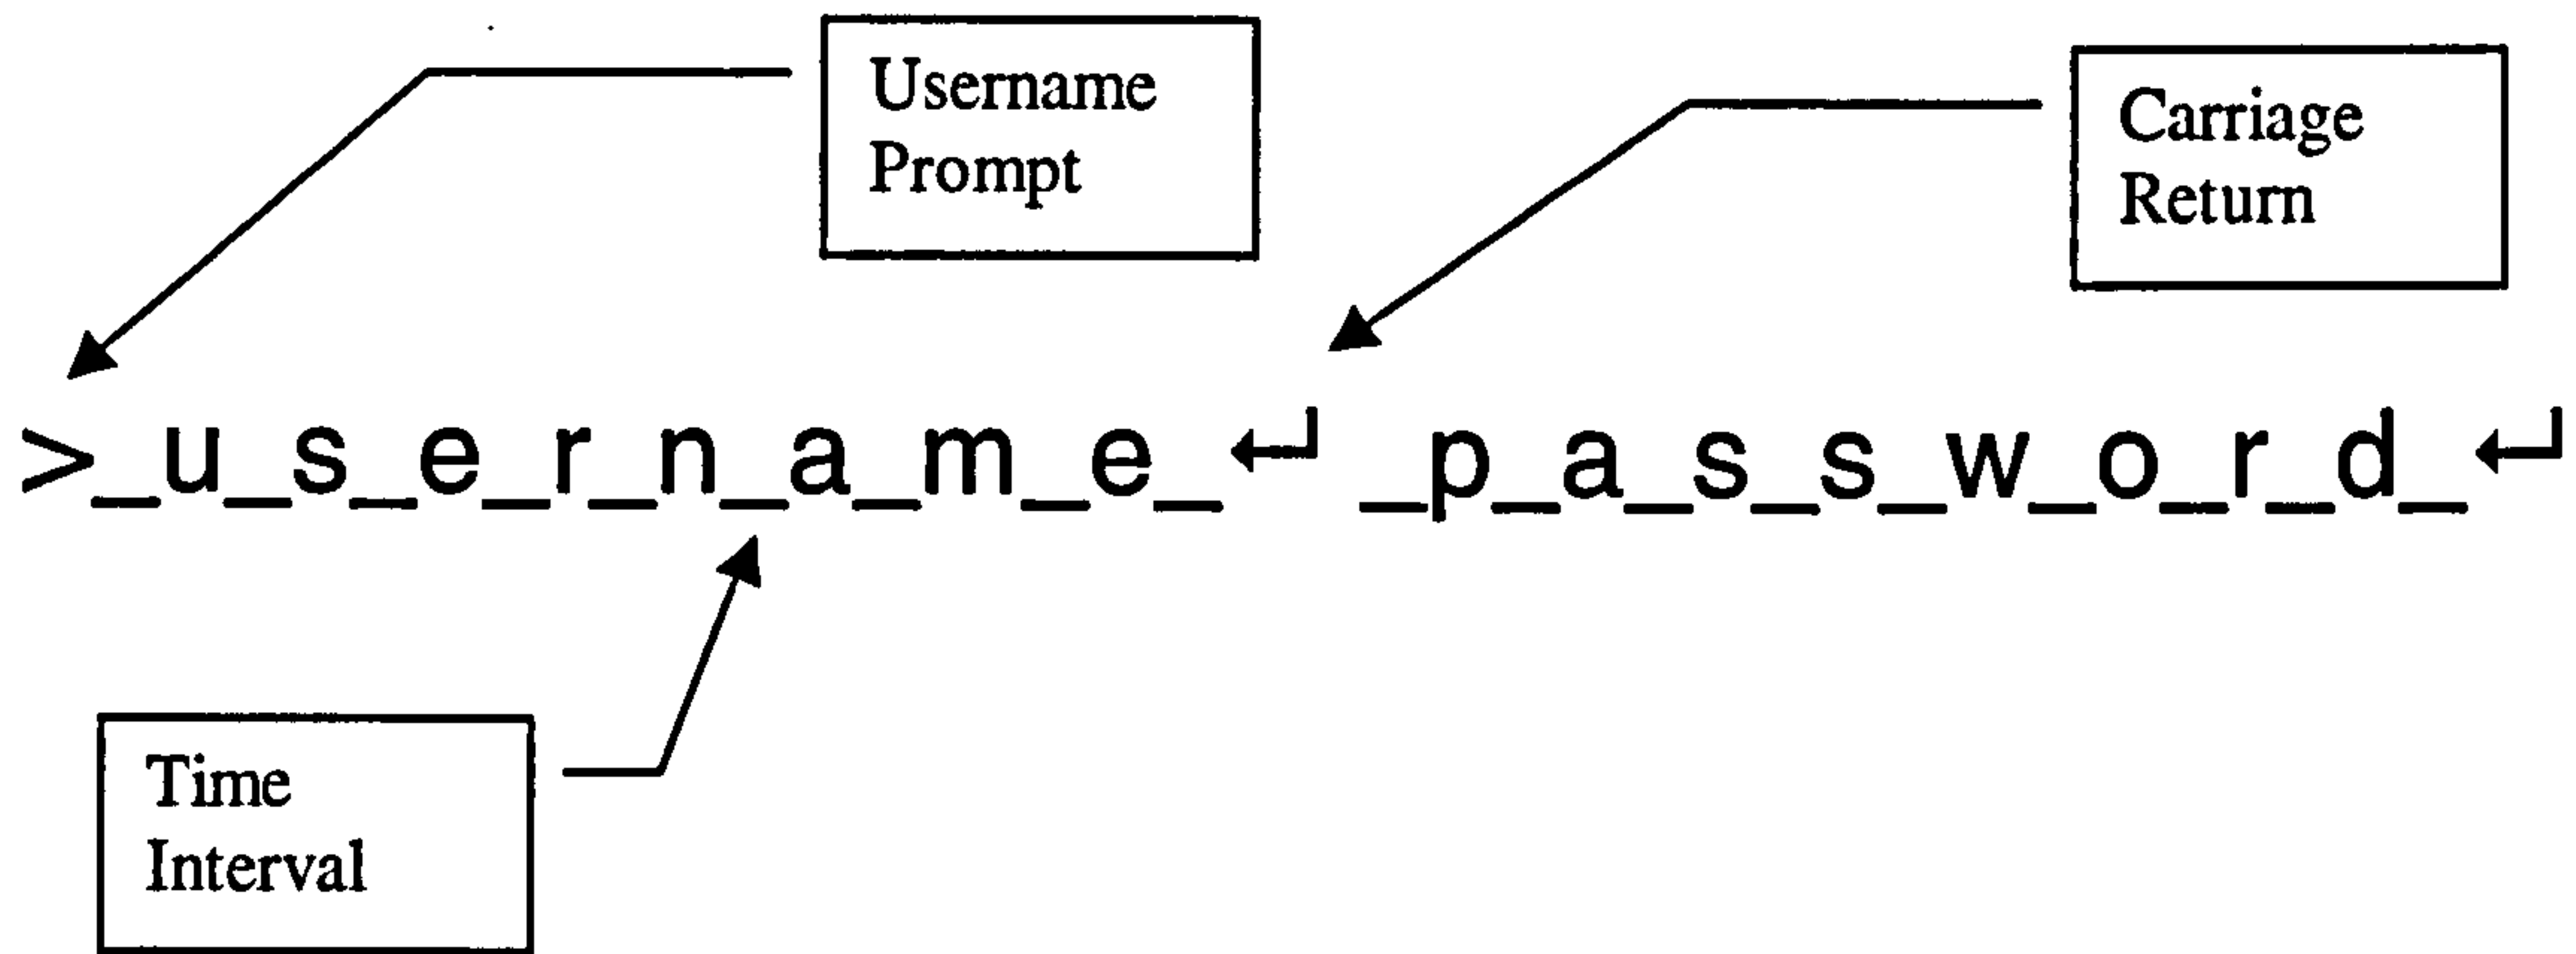 Username
Prompt
Carriage
Return
>_u_s_e_r_n_a_m_e_↵ _p_a_s_s_w_o_r_d_↵
Time
Interval